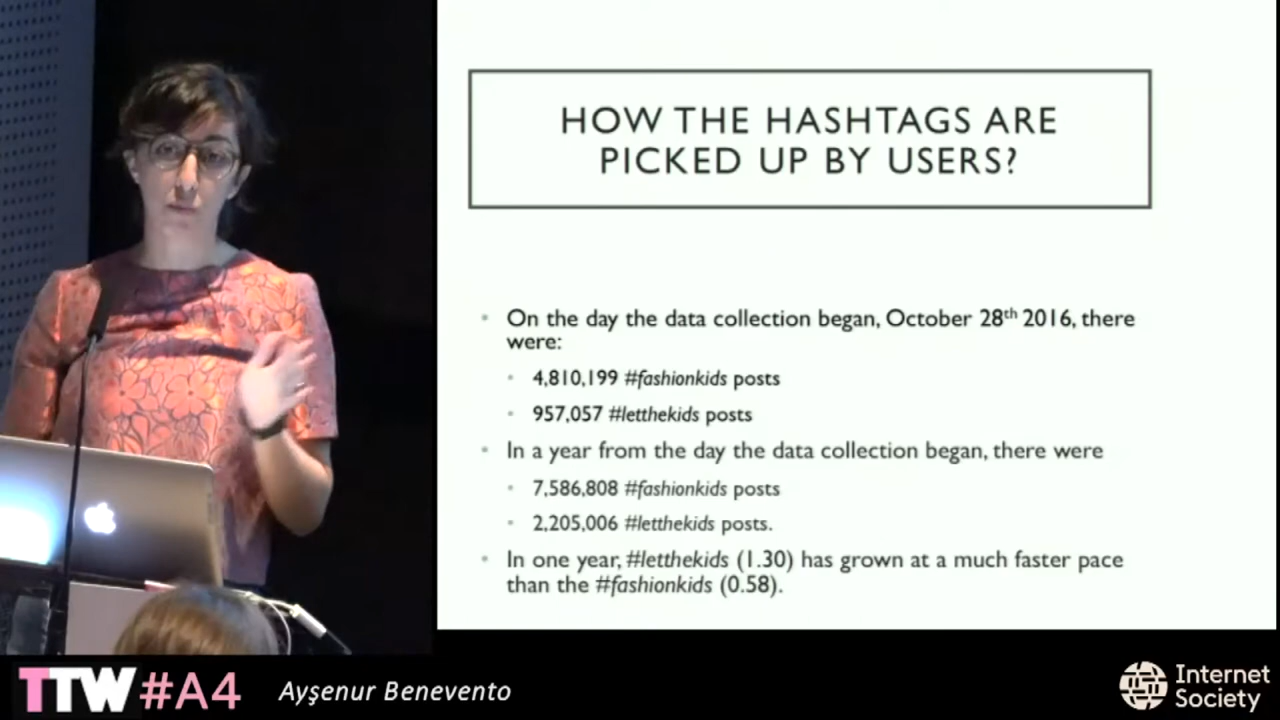 HOW THE HASHTAGS ARE
PICKED UP BY USERS?
• On the day the data collection began, October 28th 2016, there
were:
• 4,810,199 #fashionkids posts
• 957,057 #letthekids posts
• In a year from the day the data collection began, there were
• 7,586,808 #fashionkids posts
• 2,205,006 #letthekids posts.
• In one year, #letthekids (1.30) has grown at a much faster pace
than the #fashionkids (0.58).
TTW #A4
Ayşenur Benevento
Internet
Society